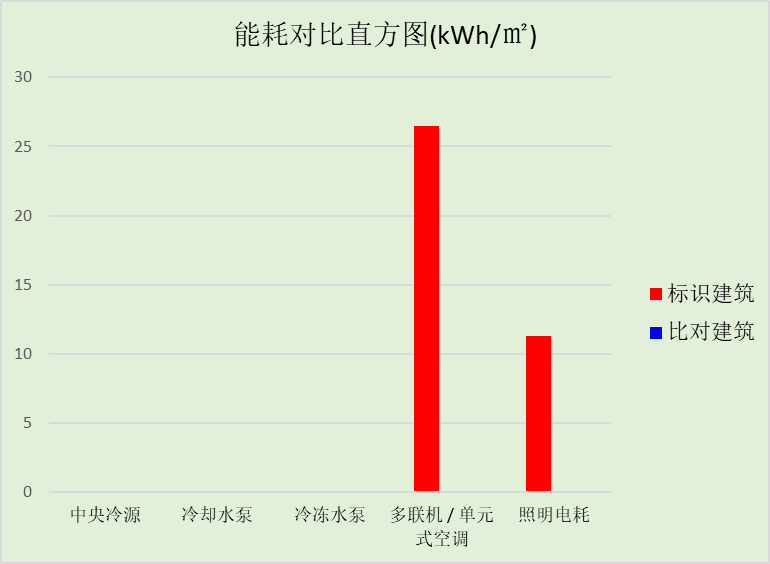 能耗对比直方图(kWh/㎡)
30
25
20
15
10
5
0
中央冷源
冷却水泵
冷冻水泵
多联机 / 单元
式空调
照明电耗
标识建筑
比对建筑